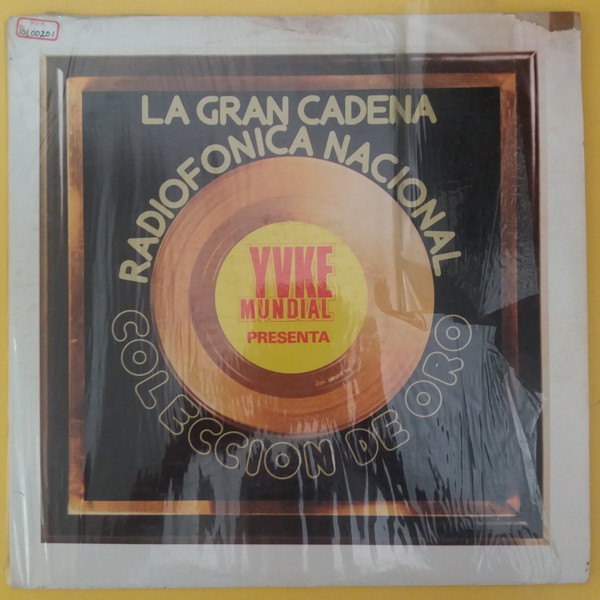 LA GRAN CADENA
RADIOFONICA NACIONAL
YVKE
MUNDIAL
PRESENTA
COLECCION DE ORO